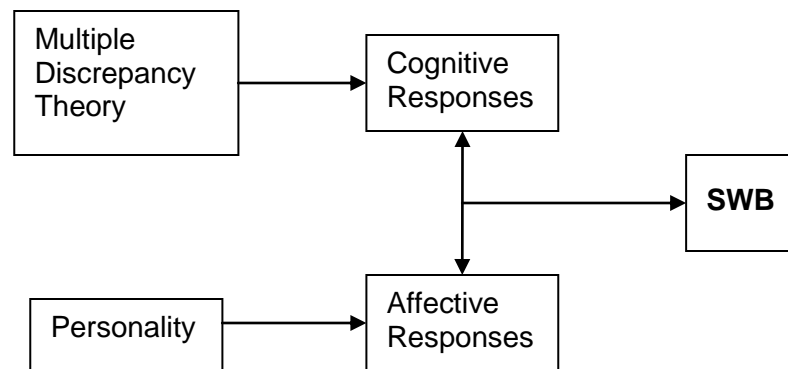 Multiple
Discrepancy
Theory
Cognitive
Responses
SWB
Personality
Affective
Responses